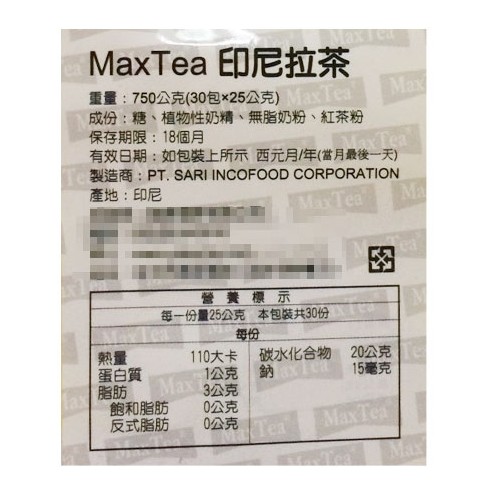 MaxTea 印尼拉茶
重量：750公克(30包×25公克)
成份：糖、植物性奶精、無脂奶粉、紅茶粉
保存期限：18個月
有效日期：如包裝上所示 西元月/年(當月最後一天)
製造商：PT. SARI INCOFOOD CORPORATION
產地：印尼
營養標示
每一份量25公克 本包裝共30份
每份
熱量 110大卡 碳水化合物 20公克
蛋白質 1公克 鈉 15毫克
脂肪 3公克
飽和脂肪 0公克
反式脂肪 0公克